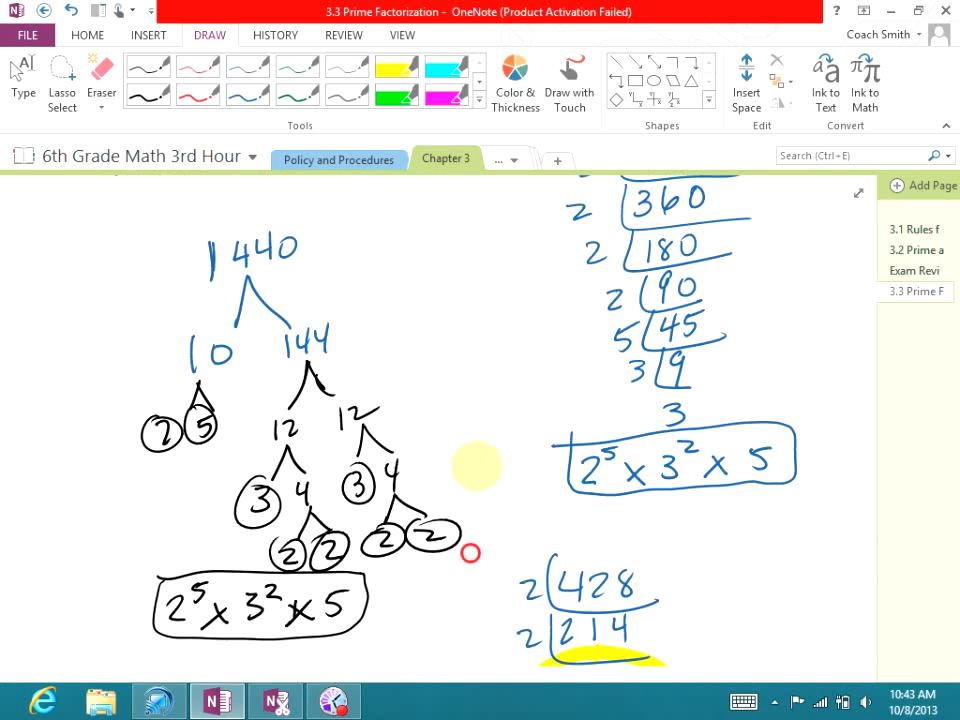 3.3 Prime Factorization - OneNote (Product Activation Failed)
FILE HOME INSERT DRAW HISTORY REVIEW VIEW
Coach Smith
Type
Lasso Select
Eraser
Color & Thickness
Draw with Touch
Insert Space
Ink to Text
Ink to Math
Tools
Shapes
Edit
Convert
6th Grade Math 3rd Hour
Policy and Procedures
Chapter 3
...
Search (Ctrl+E)
Add Page
3.1 Rules f
3.2 Prime a
Exam Revi
3.3 Prime F
1440
10 144
2 5 12 12
3 4 3 4
2 2 2 2
2⁵ x 3² x 5
2 360
2 180
2 90
5 45
3 9
3
2⁵ x 3² x 5
2 428
2 214
10:43 AM
10/8/2013